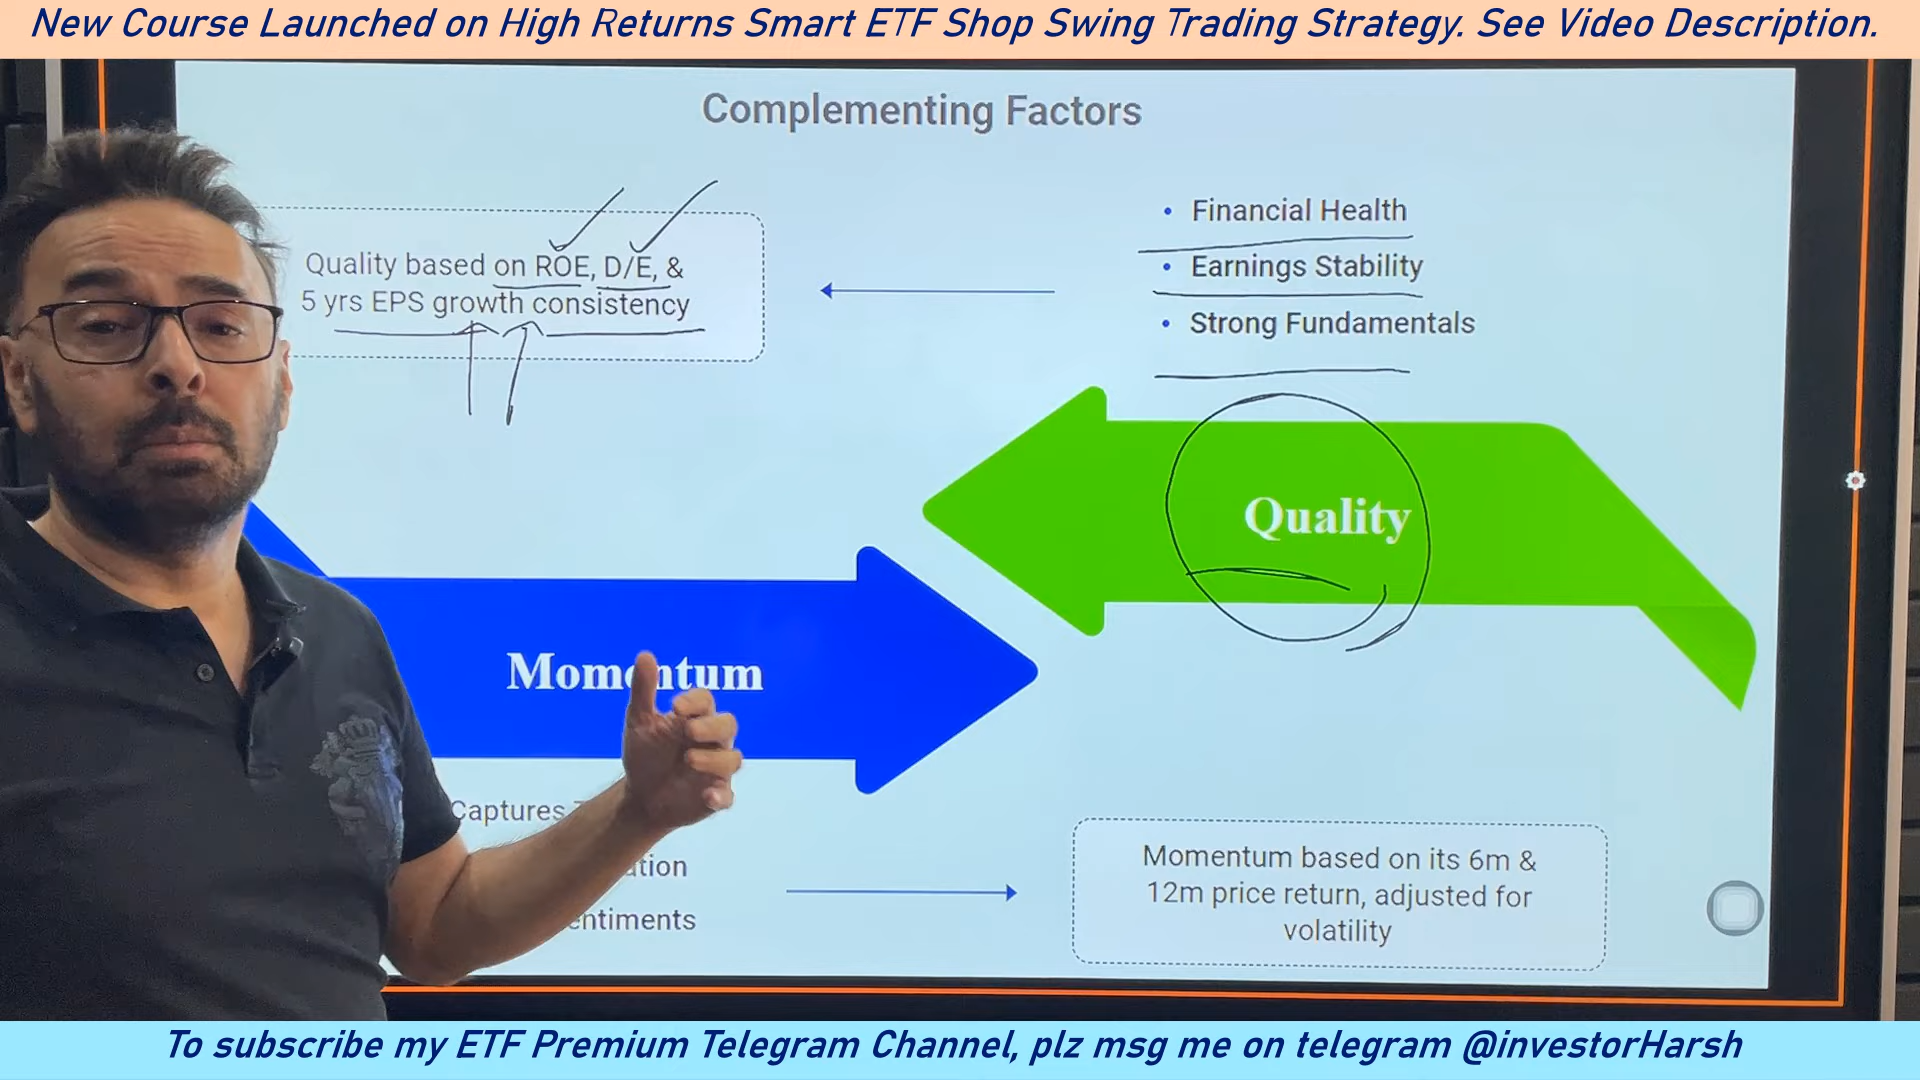 New Course Launched on High Returns Smart ETF Shop Swing Trading Strategy. See Video Description.
Complementing Factors
Quality based on ROE, D/E, &
5 yrs EPS growth consistency
• Financial Health
• Earnings Stability
• Strong Fundamentals
Quality
Momentum
Captures
Momentum based on its 6m &
12m price return, adjusted for
volatility
To subscribe my ETF Premium Telegram Channel, plz msg me on telegram @investorHarsh